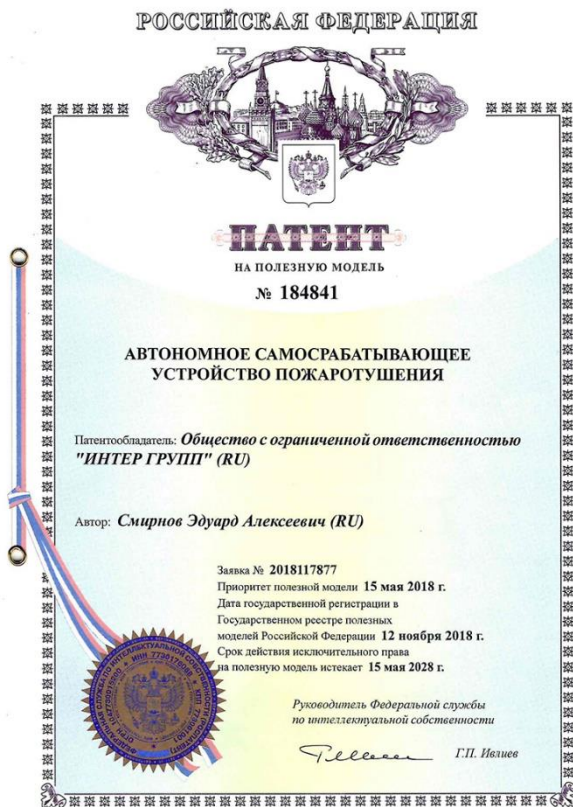 РОССИЙСКАЯ ФЕДЕРАЦИЯ
ПАТЕНТ
НА ПОЛЕЗНУЮ МОДЕЛЬ
№ 184841
АВТОНОМНОЕ САМОСРАБАТЫВАЮЩЕЕ
УСТРОЙСТВО ПОЖАРОТУШЕНИЯ
Патентообладатель: Общество с ограниченной ответственностью
"ИНТЕР ГРУПП" (RU)
Автор: Смирнов Эдуард Алексеевич (RU)
Заявка № 2018117877
Приоритет полезной модели 15 мая 2018 г.
Дата государственной регистрации в
Государственном реестре полезных
моделей Российской Федерации 12 ноября 2018 г.
Срок действия исключительного права
на полезную модель истекает 15 мая 2028 г.
Руководитель Федеральной службы
по интеллектуальной собственности
Г.П. Ивлиев